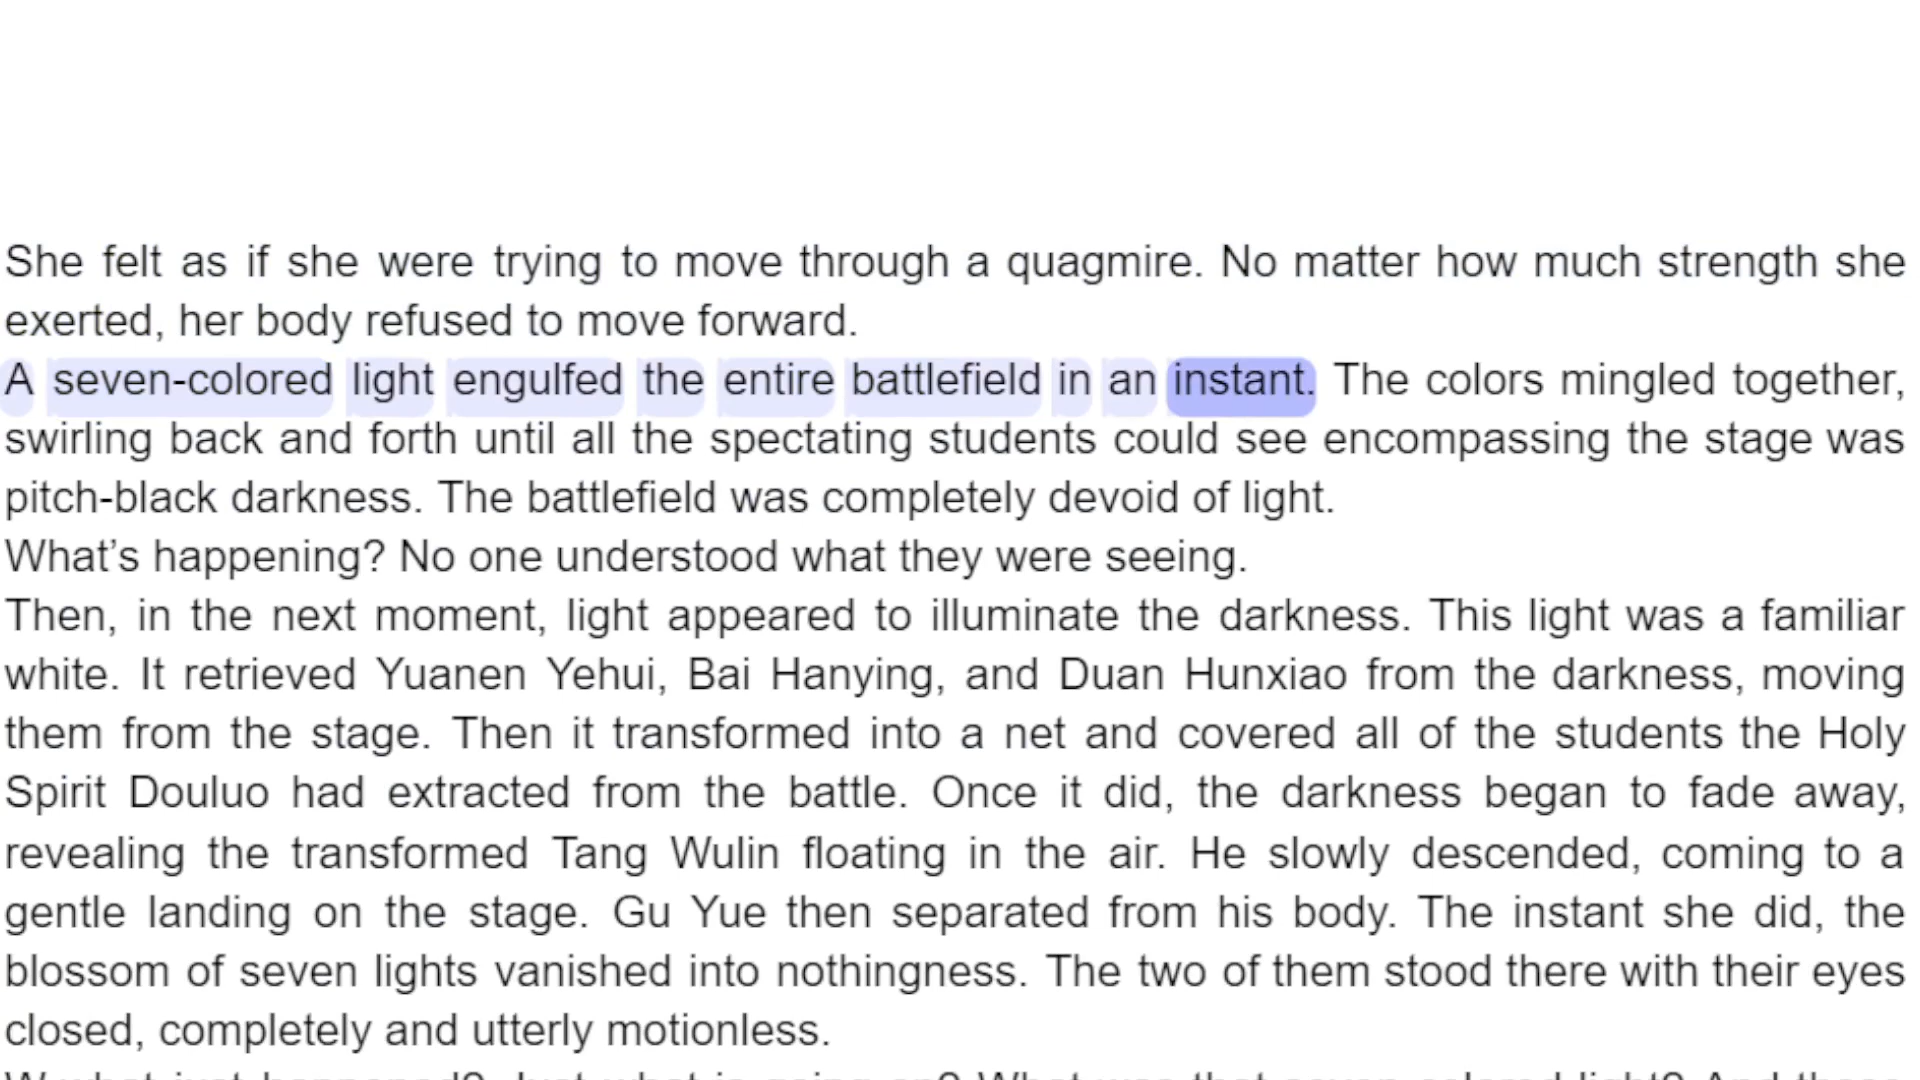 She felt as if she were trying to move through a quagmire. No matter how much strength she
exerted, her body refused to move forward.
A seven-colored light engulfed the entire battlefield in an instant. The colors mingled together,
swirling back and forth until all the spectating students could see encompassing the stage was
pitch-black darkness. The battlefield was completely devoid of light.
What’s happening? No one understood what they were seeing.
Then, in the next moment, light appeared to illuminate the darkness. This light was a familiar
white. It retrieved Yuanen Yehui, Bai Hanying, and Duan Hunxiao from the darkness, moving
them from the stage. Then it transformed into a net and covered all of the students the Holy
Spirit Douluo had extracted from the battle. Once it did, the darkness began to fade away,
revealing the transformed Tang Wulin floating in the air. He slowly descended, coming to a
gentle landing on the stage. Gu Yue then separated from his body. The instant she did, the
blossom of seven lights vanished into nothingness. The two of them stood there with their eyes
closed, completely and utterly motionless.